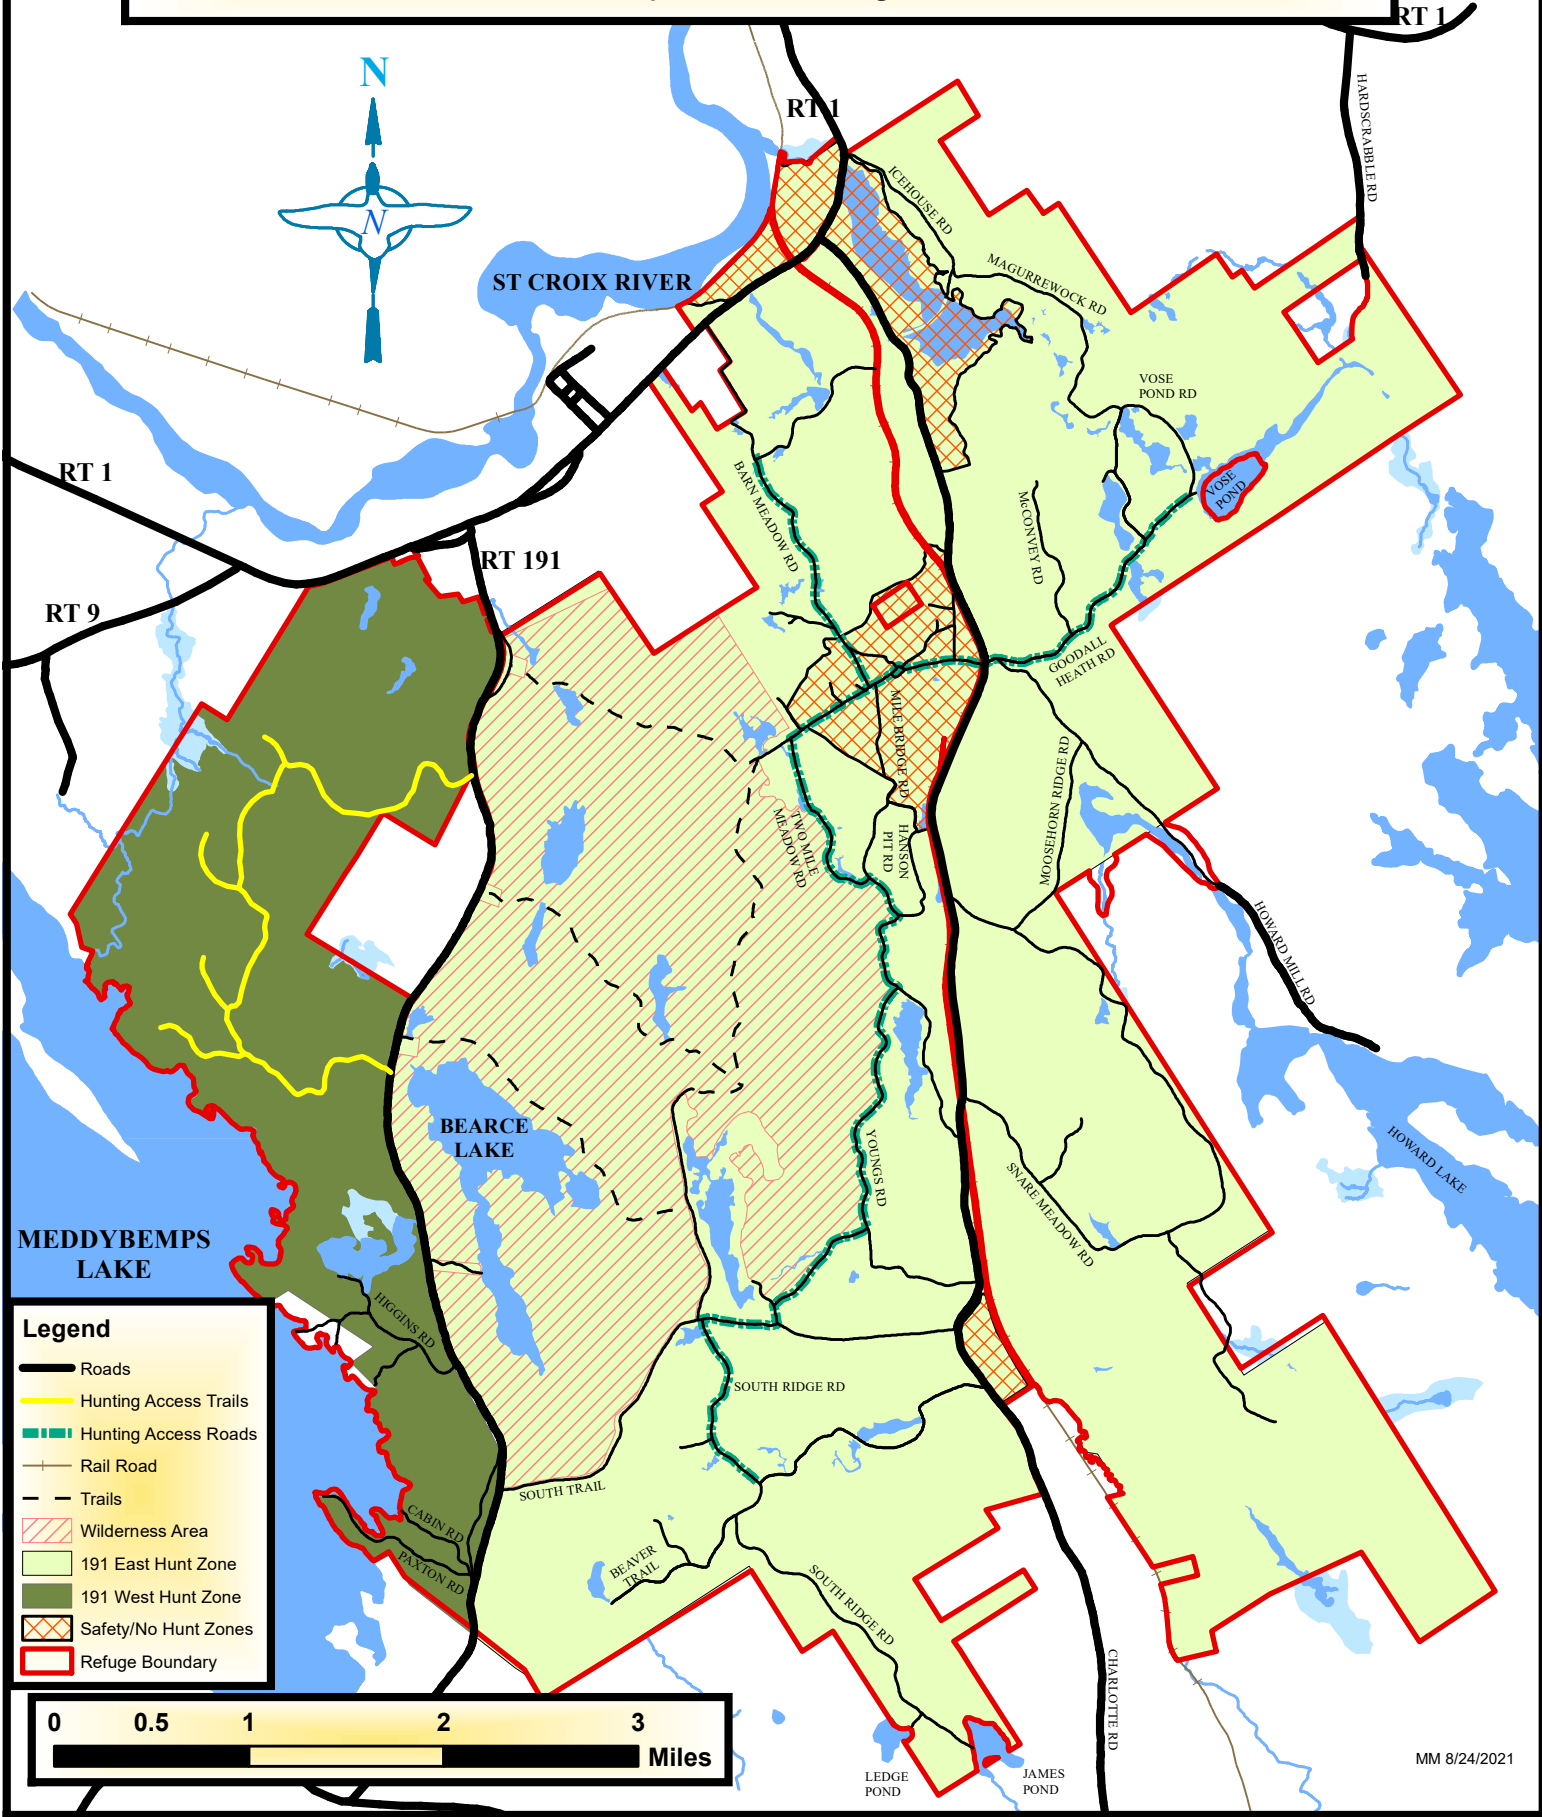 RT 1
HARDSCRABBLE RD
N
RT 1
N
ICEHOUSE RD
ST CROIX RIVER
MAGURREWOCK RD
VOSE
POND RD
RT 1
BARN MEADOW RD
VOSE
POND
McCONVEY RD
RT 191
RT 9
GOODALL
HEATH RD
MILE BRIDGE RD
MOOSEHORN RIDGE RD
TWO MILE
MEADOW RD
HANSON
PIT RD
HOWARD MILL RD
BEARCE
LAKE
YOUNGS RD
HOWARD LAKE
SNARE MEADOW RD
MEDDYBEMPS
LAKE
HIGGINS RD
SOUTH RIDGE RD
SOUTH TRAIL
CABIN RD
PAXTON RD
BEAVER
TRAIL
SOUTH RIDGE RD
CHARLOTTE RD
LEDGE
POND
JAMES
POND
Legend
Roads
Hunting Access Trails
Hunting Access Roads
Rail Road
Trails
Wilderness Area
191 East Hunt Zone
191 West Hunt Zone
Safety/No Hunt Zones
Refuge Boundary
0 0.5 1 2 3
Miles
MM 8/24/2021